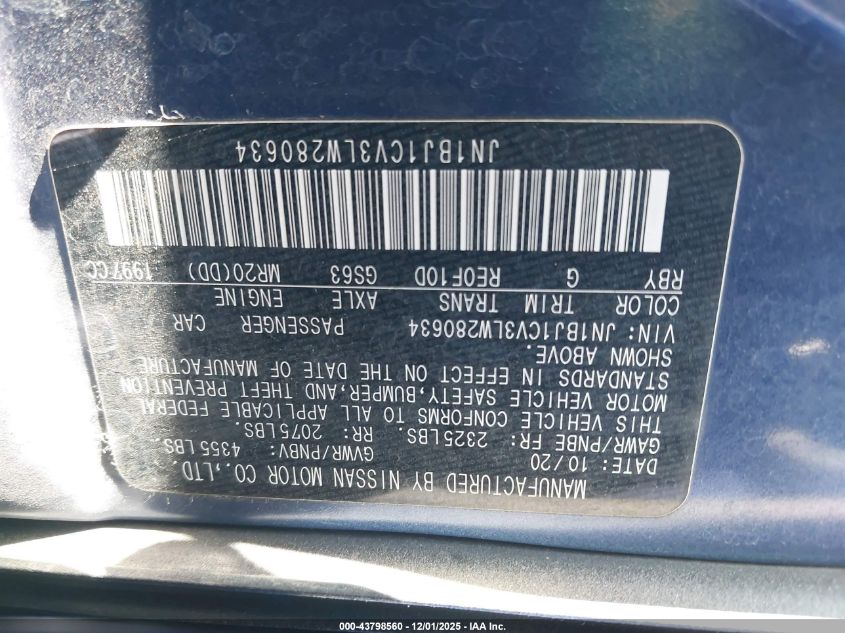 MANUFACTURED BY NISSAN MOTOR CO.,LTD.
DATE: 10/20 GVWR/PNBV: 4355 LBS.
GAWR/PNBE FR: 2325LBS. RR: 2075LBS.
THIS VEHICLE CONFORMS TO ALL APPLICABLE FEDERAL
MOTOR VEHICLE SAFETY,BUMPER,AND THEFT PREVENTION
STANDARDS IN EFFECT ON THE DATE OF MANUFACTURE
SHOWN ABOVE.
VIN: JN1BJ1CV3LW280634 PASSENGER CAR
COLOR TRIM TRANS AXLE ENGINE
RBY G RE0F10D GS63 MR20(DD) 1997CC
JN1BJ1CV3LW280634
000-43798560 - 12/01/2025 - IAA Inc.